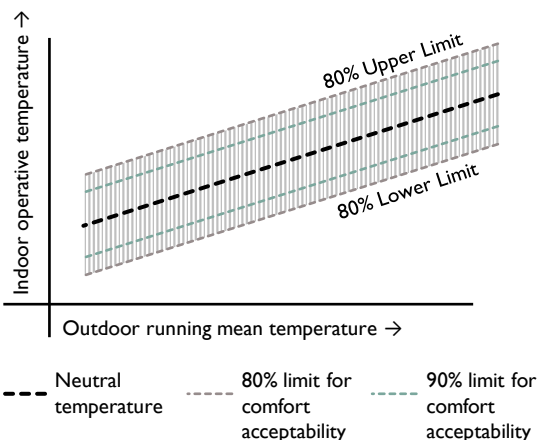 Indoor operative temperature →
80% Upper Limit
80% Lower Limit
Outdoor running mean temperature →
Neutral
temperature
80% limit for
comfort
acceptability
90% limit for
comfort
acceptability